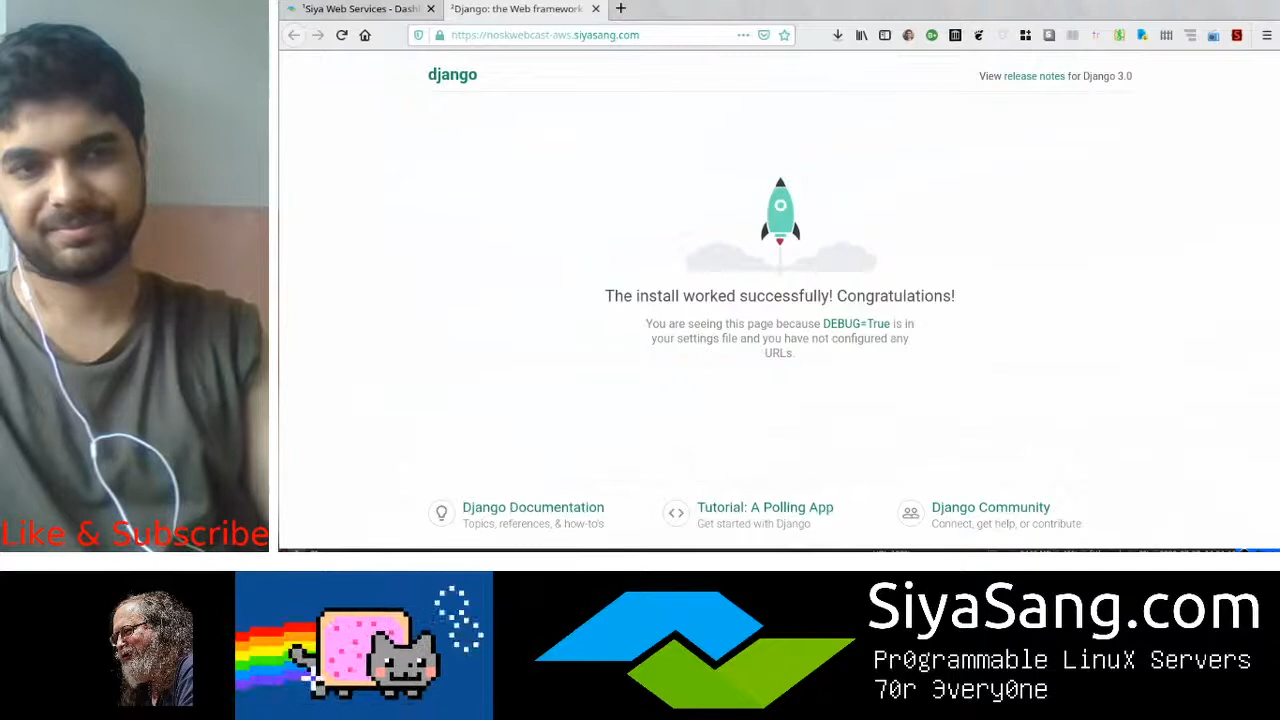 ¹Siya Web Services - Dash
²Django: the Web framework
https://noskwebcast-aws.siyasang.com
django
View release notes for Django 3.0
The install worked successfully! Congratulations!
You are seeing this page because DEBUG=True is in
your settings file and you have not configured any
URLs.
Django Documentation
Topics, references, & how-to's
Tutorial: A Polling App
Get started with Django
Django Community
Connect, get help, or contribute
Like & Subscribe
SiyaSang.com
Pr0grammable LinuX Servers
70r 3very0ne